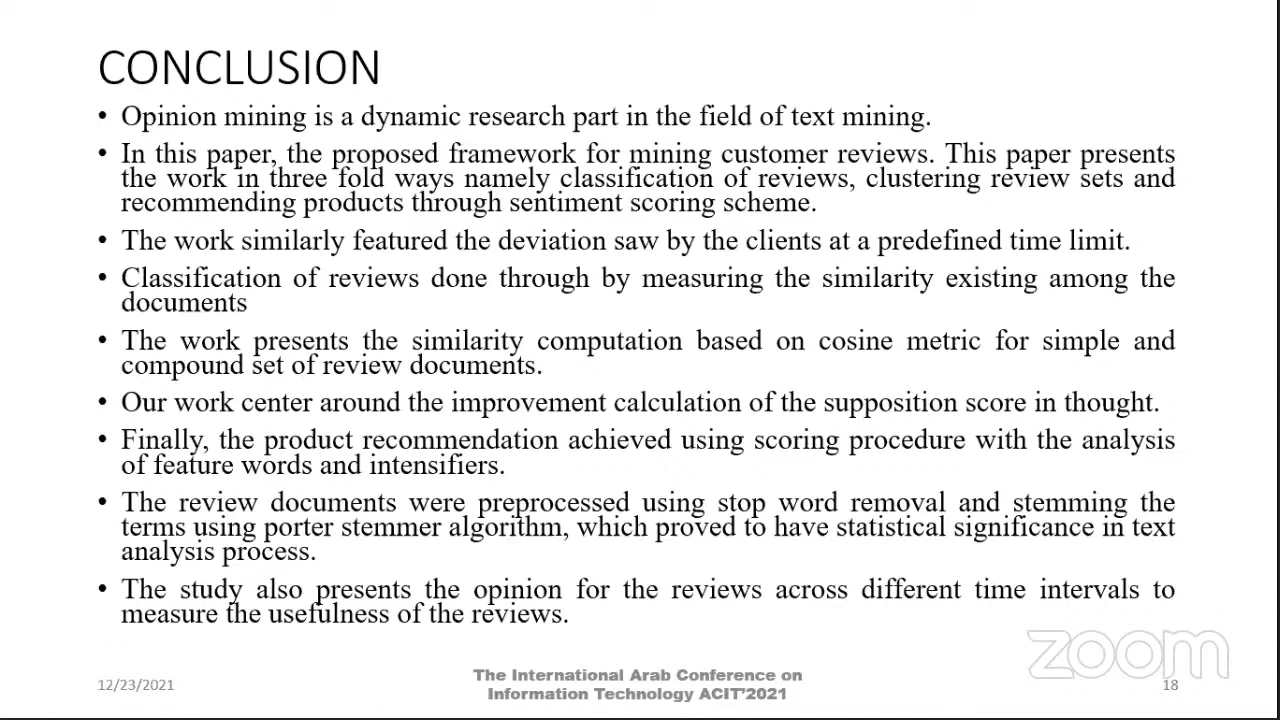 CONCLUSION
• Opinion mining is a dynamic research part in the field of text mining.
• In this paper, the proposed framework for mining customer reviews. This paper presents
the work in three fold ways namely classification of reviews, clustering review sets and
recommending products through sentiment scoring scheme.
• The work similarly featured the deviation saw by the clients at a predefined time limit.
• Classification of reviews done through by measuring the similarity existing among the
documents
• The work presents the similarity computation based on cosine metric for simple and
compound set of review documents.
• Our work center around the improvement calculation of the supposition score in thought.
• Finally, the product recommendation achieved using scoring procedure with the analysis
of feature words and intensifiers.
• The review documents were preprocessed using stop word removal and stemming the
terms using porter stemmer algorithm, which proved to have statistical significance in text
analysis process.
• The study also presents the opinion for the reviews across different time intervals to
measure the usefulness of the reviews.
zoom
12/23/2021
The International Arab Conference on
Information Technology ACIT'2021
18